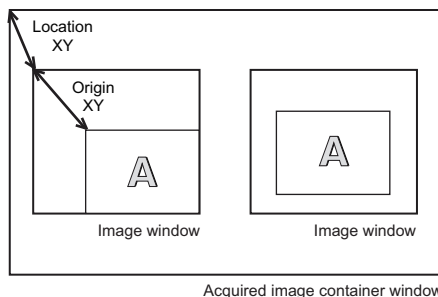 Location
XY
Origin
XY
A
A
Image window
Image window
Acquired image container window